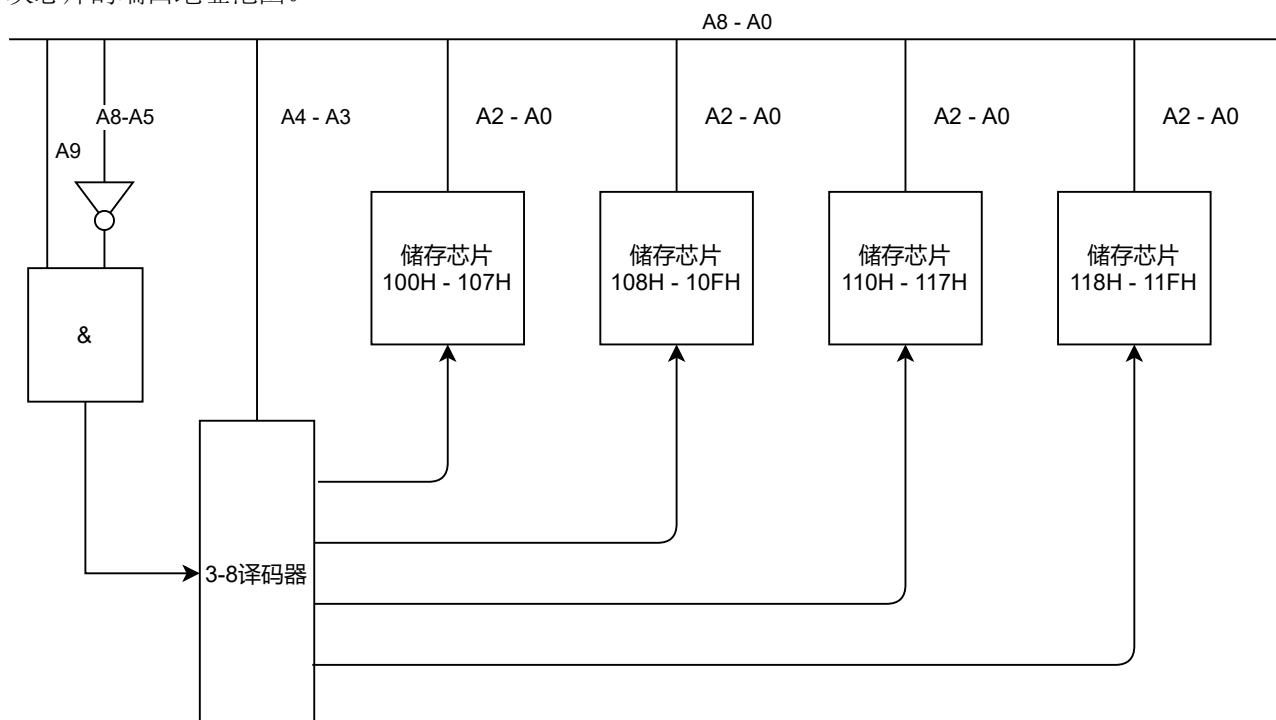 A8 - A0
A9
A8-A5
A4 - A3
A2 - A0
A2 - A0
A2 - A0
A2 - A0
储存芯片
100H - 107H
储存芯片
108H - 10FH
储存芯片
110H - 117H
储存芯片
118H - 11FH
&
3-8译码器